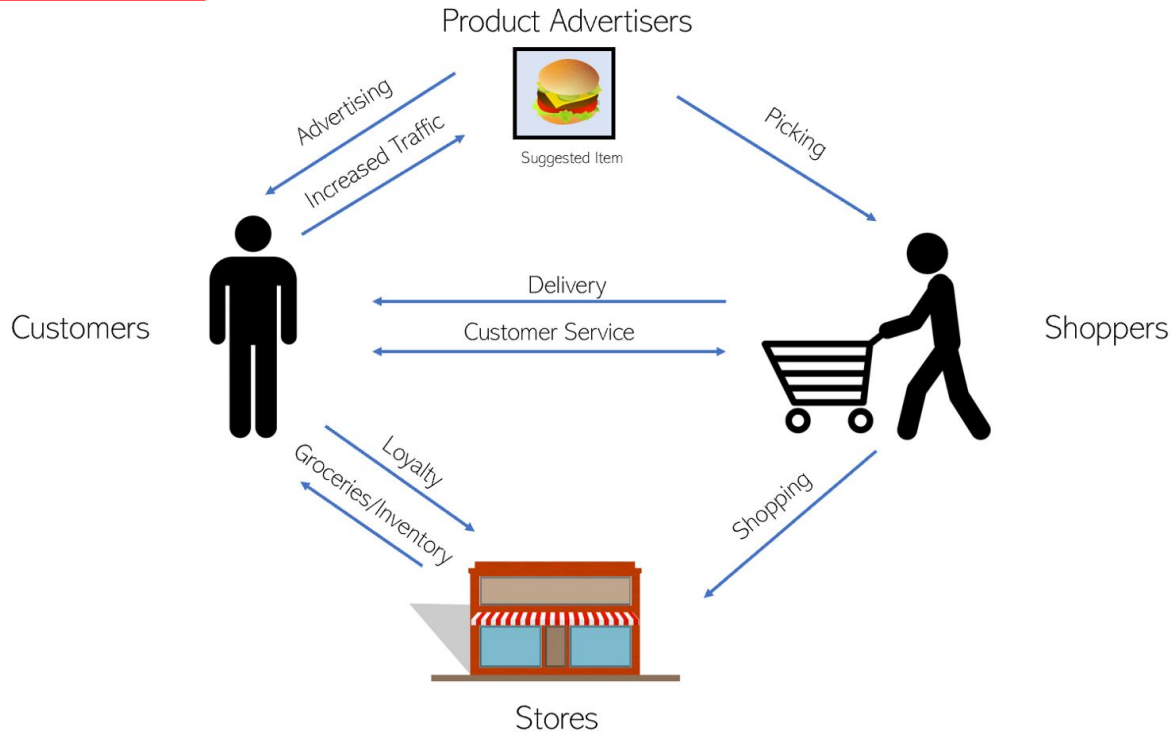 Product Advertisers
Advertising
Increased Traffic
Suggested Item
Picking
Delivery
Customer Service
Customers
Shoppers
Loyalty
Groceries/Inventory
Shopping
Stores